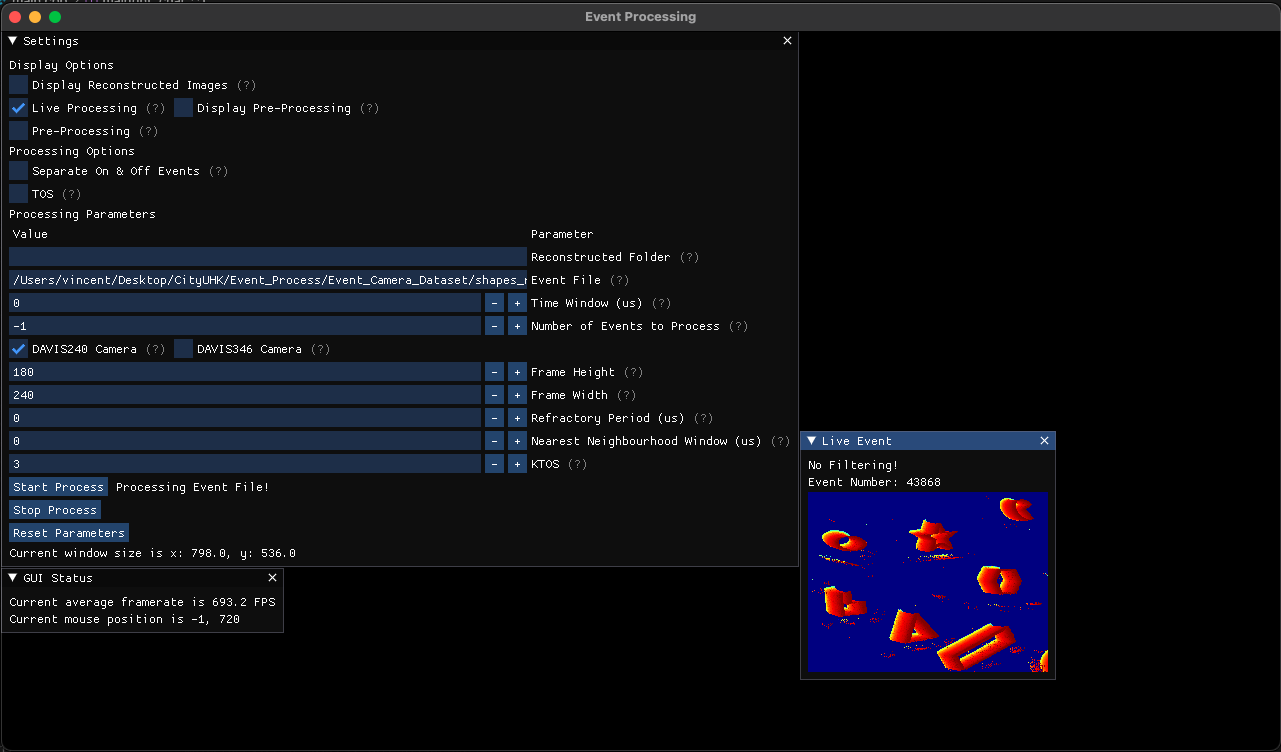 Event Processing
Settings
Display Options
Display Reconstructed Images (?)
Live Processing (?) Display Pre-Processing (?)
Pre-Processing (?)
Processing Options
Separate On & Off Events (?)
TOS (?)
Processing Parameters
Value Parameter
Reconstructed Folder (?)
/Users/vincent/Desktop/CityUHK/Event_Process/Event_Camera_Dataset/shapes_ Event File (?)
0 - + Time Window (us) (?)
-1 - + Number of Events to Process (?)
DAVIS240 Camera (?) DAVIS346 Camera (?)
180 - + Frame Height (?)
240 - + Frame Width (?)
0 - + Refractory Period (us) (?)
0 - + Nearest Neighbourhood Window (us) (?)
3 - + KTOS (?)
Start Process Processing Event File!
Stop Process
Reset Parameters
Current window size is x: 798.0, y: 536.0
GUI Status
Current average framerate is 693.2 FPS
Current mouse position is -1, 720
Live Event
No Filtering!
Event Number: 43868